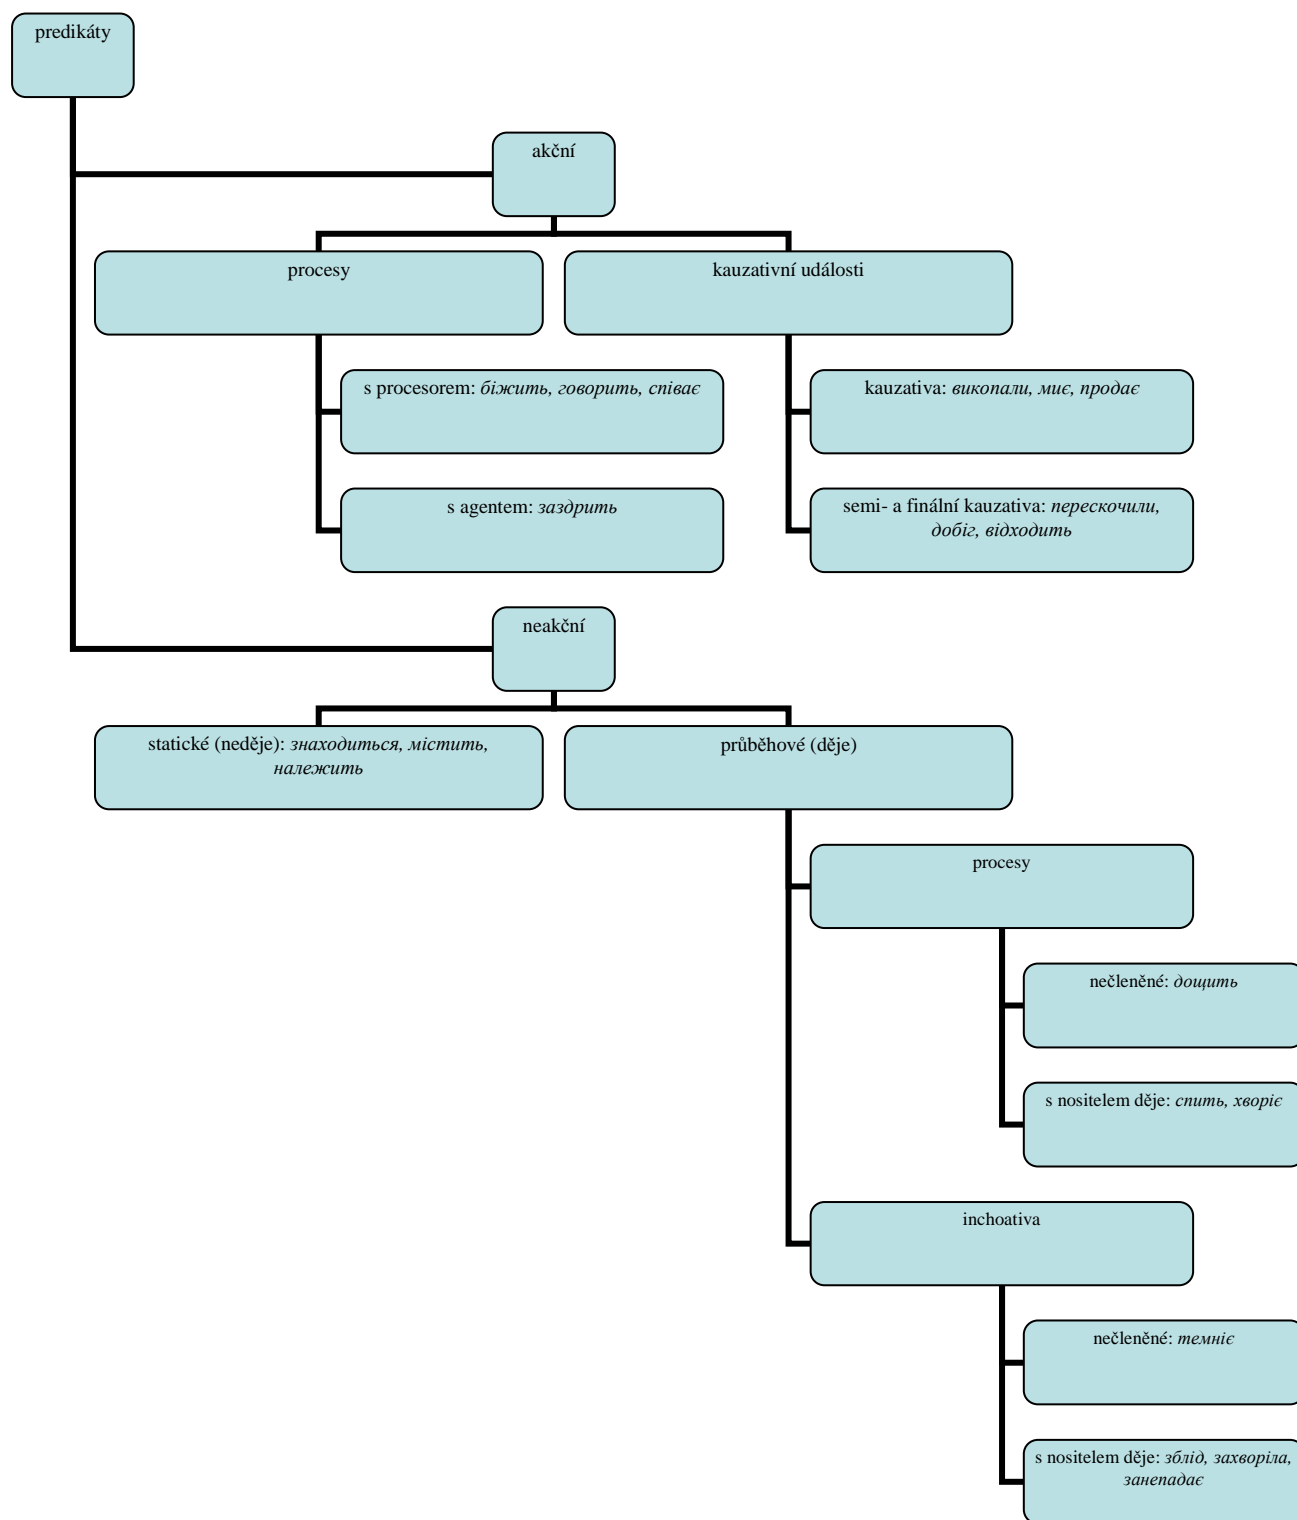 predikáty
akční
procesy
kauzativní události
s procesorem: біжить, говорить, співає
kauzativa: викопали, миє, продає
s agentem: заздрить
semi- a finální kauzativa: перескочили,
добіг, відходить
neakční
statické (neděje): знаходиться, містить,
належить
průběhové (děje)
procesy
nečleněné: дощить
s nositelem děje: спить, хворіє
inchoativa
nečleněné: темніє
s nositelem děje: зблід, захворіла,
занепадає